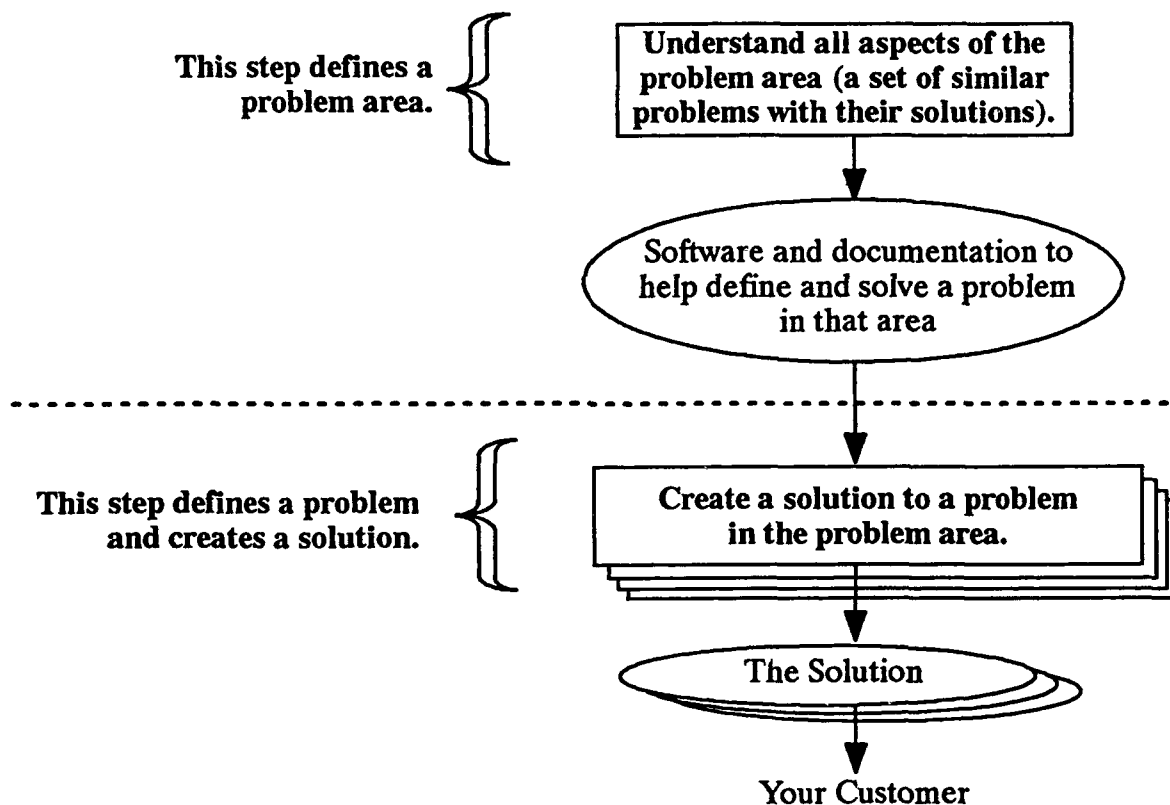 This step defines a
problem area.
Understand all aspects of the
problem area (a set of similar
problems with their solutions).
Software and documentation to
help define and solve a problem
in that area
This step defines a problem
and creates a solution.
Create a solution to a problem
in the problem area.
The Solution
Your Customer